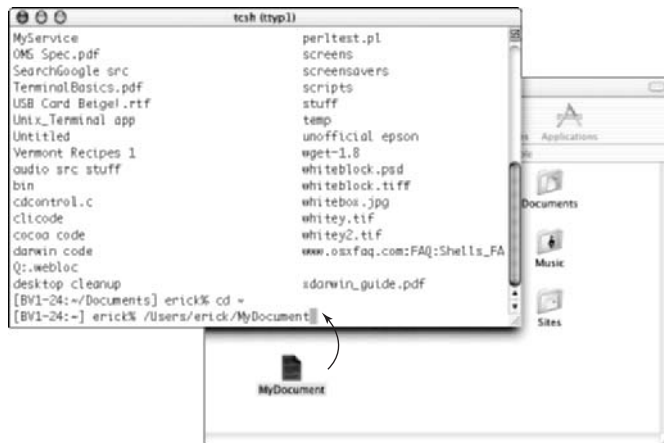 tcsh (ttyp1)
MyService perltest.pl
OMS Spec.pdf screens
SearchGoogle src screensavers
TerminalBasics.pdf scripts
USB Card Beige!.rtf stuff
Unix_Terminal app temp
Untitled unofficial epson
Vermont Recipes 1 wget-1.8
audio src stuff whiteblock.psd
bin whiteblock.tiff
cdcontrol.c whitebox.jpg
clicode whitey.tif
cocoa code whitey2.tif
darwin code www.osxfaq.com:FAQ:Shells_FA
Q:.webloc
desktop cleanup xdarwin_guide.pdf
[BV1-24:~/Documents] erick% cd ~
[BV1-24:~] erick% /Users/erick/MyDocument
Applications
Documents
Music
Sites
MyDocument